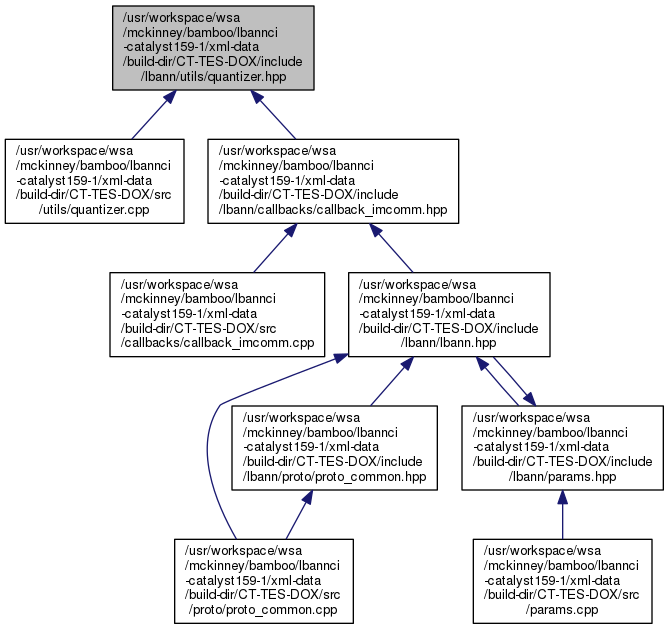 /usr/workspace/wsa
/mckinney/bamboo/lbannci
-catalyst159-1/xml-data
/build-dir/CT-TES-DOX/include
/lbann/utils/quantizer.hpp
/usr/workspace/wsa
/mckinney/bamboo/lbannci
-catalyst159-1/xml-data
/build-dir/CT-TES-DOX/src
/utils/quantizer.cpp
/usr/workspace/wsa
/mckinney/bamboo/lbannci
-catalyst159-1/xml-data
/build-dir/CT-TES-DOX/include
/lbann/callbacks/callback_imcomm.hpp
/usr/workspace/wsa
/mckinney/bamboo/lbannci
-catalyst159-1/xml-data
/build-dir/CT-TES-DOX/src
/callbacks/callback_imcomm.cpp
/usr/workspace/wsa
/mckinney/bamboo/lbannci
-catalyst159-1/xml-data
/build-dir/CT-TES-DOX/include
/lbann/lbann.hpp
/usr/workspace/wsa
/mckinney/bamboo/lbannci
-catalyst159-1/xml-data
/build-dir/CT-TES-DOX/include
/lbann/proto/proto_common.hpp
/usr/workspace/wsa
/mckinney/bamboo/lbannci
-catalyst159-1/xml-data
/build-dir/CT-TES-DOX/include
/lbann/params.hpp
/usr/workspace/wsa
/mckinney/bamboo/lbannci
-catalyst159-1/xml-data
/build-dir/CT-TES-DOX/src
/proto/proto_common.cpp
/usr/workspace/wsa
/mckinney/bamboo/lbannci
-catalyst159-1/xml-data
/build-dir/CT-TES-DOX/src
/params.cpp